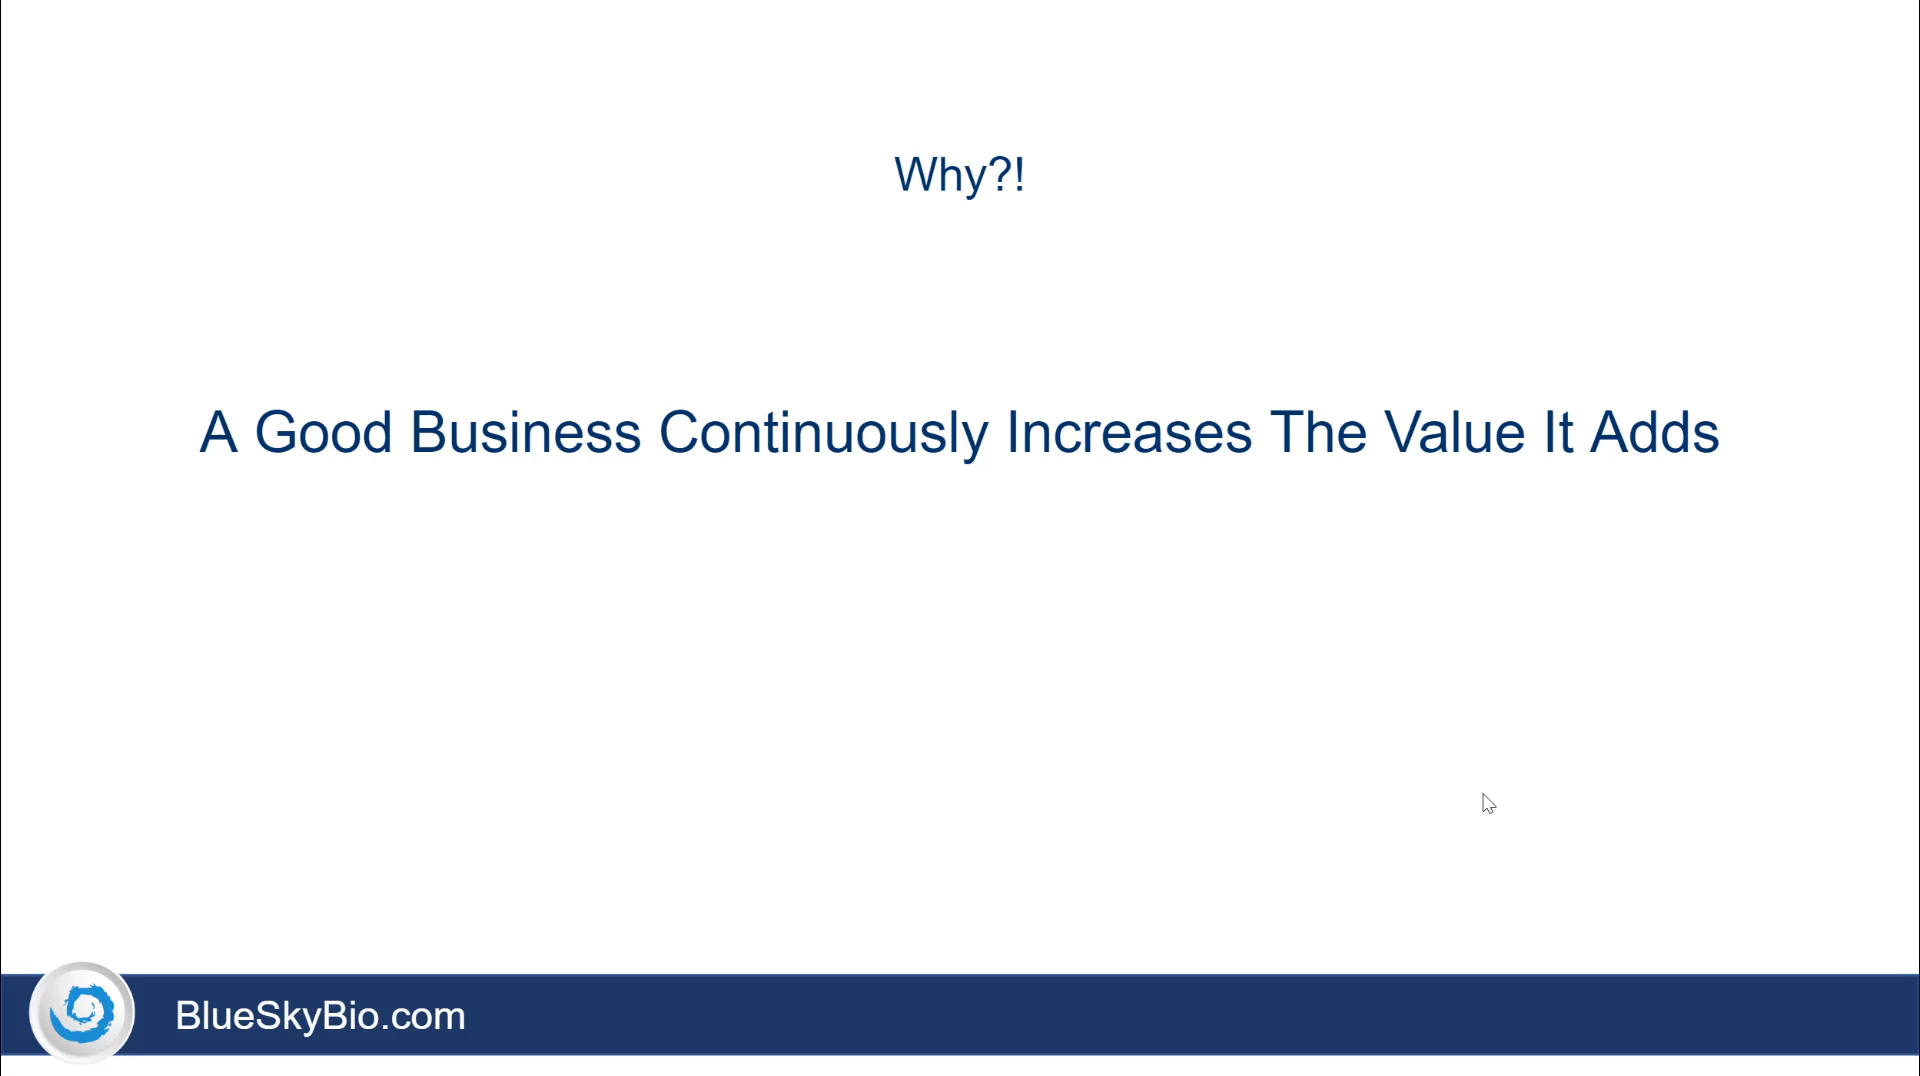 Why?!
A Good Business Continuously Increases The Value It Adds
BlueSkyBio.com